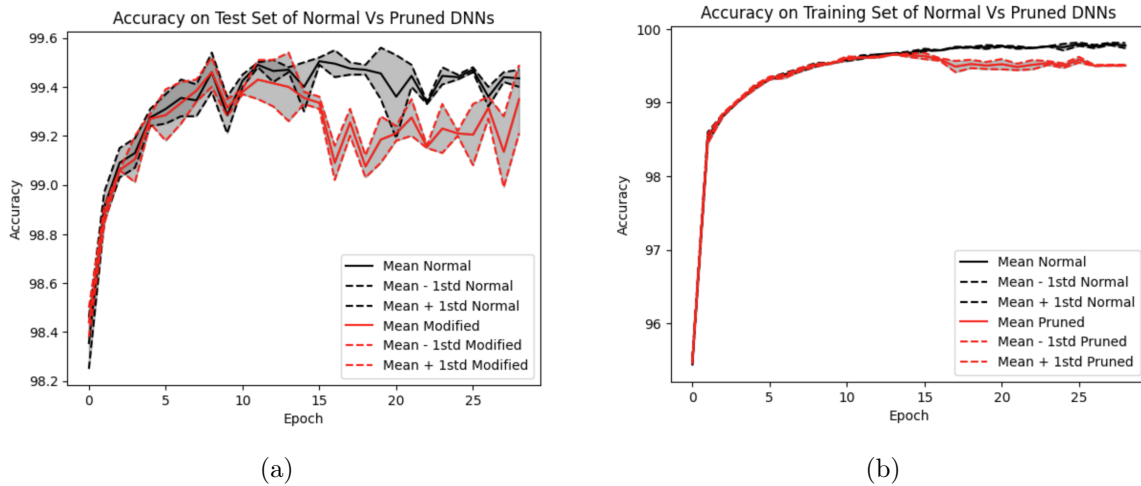 Accuracy on Test Set of Normal Vs Pruned DNNs
99.6
99.4
99.2
99.0
98.8
98.6
98.4
98.2
Accuracy
0 5 10 15 20 25
Epoch
Mean Normal
Mean - 1std Normal
Mean + 1std Normal
Mean Modified
Mean - 1std Modified
Mean + 1std Modified
(a)
Accuracy on Training Set of Normal Vs Pruned DNNs
100
99
98
97
96
Accuracy
0 5 10 15 20 25
Epoch
Mean Normal
Mean - 1std Normal
Mean + 1std Normal
Mean Pruned
Mean - 1std Pruned
Mean + 1std Pruned
(b)